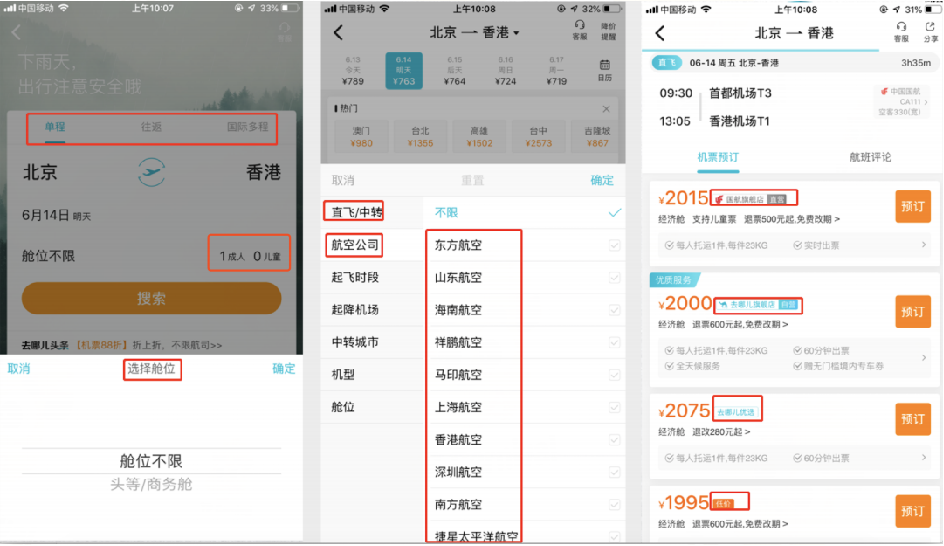 中国移动 上午10:07 33%
下雨天,
出行注意安全哦
单程 往返 国际多程
北京 香港
6月14日 明天
舱位不限 1成人 0儿童
搜索
去哪儿头条 【机票88折】折上折，不限航司>>
取消 选择舱位 确定
舱位不限
头等/商务舱
中国移动 上午10:08 32%
北京 一 香港
客服 降价提醒
6.13 6.14 6.15 6.16 6.17
今天 明天 后天 周日 周一 日历
¥789 ¥763 ¥764 ¥724 ¥719
热门
澳门 台北 高雄 台中 吉隆坡
¥980 ¥1355 ¥1502 ¥2573 ¥867
取消 重置 确定
直飞/中转 不限
航空公司 东方航空
起飞时段 山东航空
起降机场 海南航空
中转城市 祥鹏航空
机型 马印航空
舱位 上海航空
香港航空
深圳航空
南方航空
捷星太平洋航空
中国移动 上午10:08 31%
北京 一 香港
客服 分享
直飞 06-14 周五 北京-香港 3h35m
09:30 首都机场T3 中国国航
13:05 香港机场T1 空客330(宽)
机票预订 航班评论
¥2015 国航旗舰店 预订
经济舱 支持儿童票 退票500元起,免费改期 >
每人托运1件,每件23KG 实时出票
优质服务
¥2000 去哪儿旗舰店 预订
经济舱 退票600元起,免费改期 >
每人托运1件,每件23KG 60分钟出票
全天候服务 赠无门槛境内专车券
¥2075 去哪儿优选 预订
经济舱 退改280元起 >
每人托运1件,每件23KG 60分钟出票
¥1995 低价 预订
经济舱 退票600元起,免费改期 >